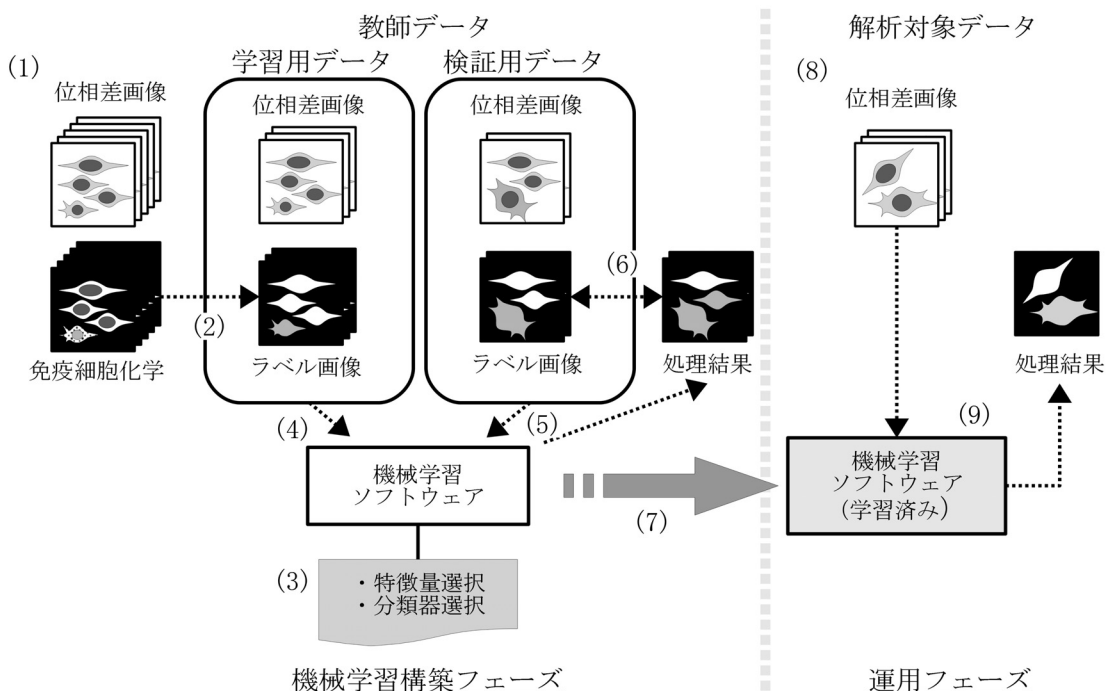 教師データ
学習用データ
検証用データ
解析対象データ
(1)
位相差画像
位相差画像
位相差画像
(8)
位相差画像
(2)
(6)
免疫細胞化学
ラベル画像
ラベル画像
処理結果
処理結果
(4)
(5)
(9)
機械学習
ソフトウェア
(7)
機械学習
ソフトウェア
(学習済み)
(3)
・特徴量選択
・分類器選択
機械学習構築フェーズ
運用フェーズ